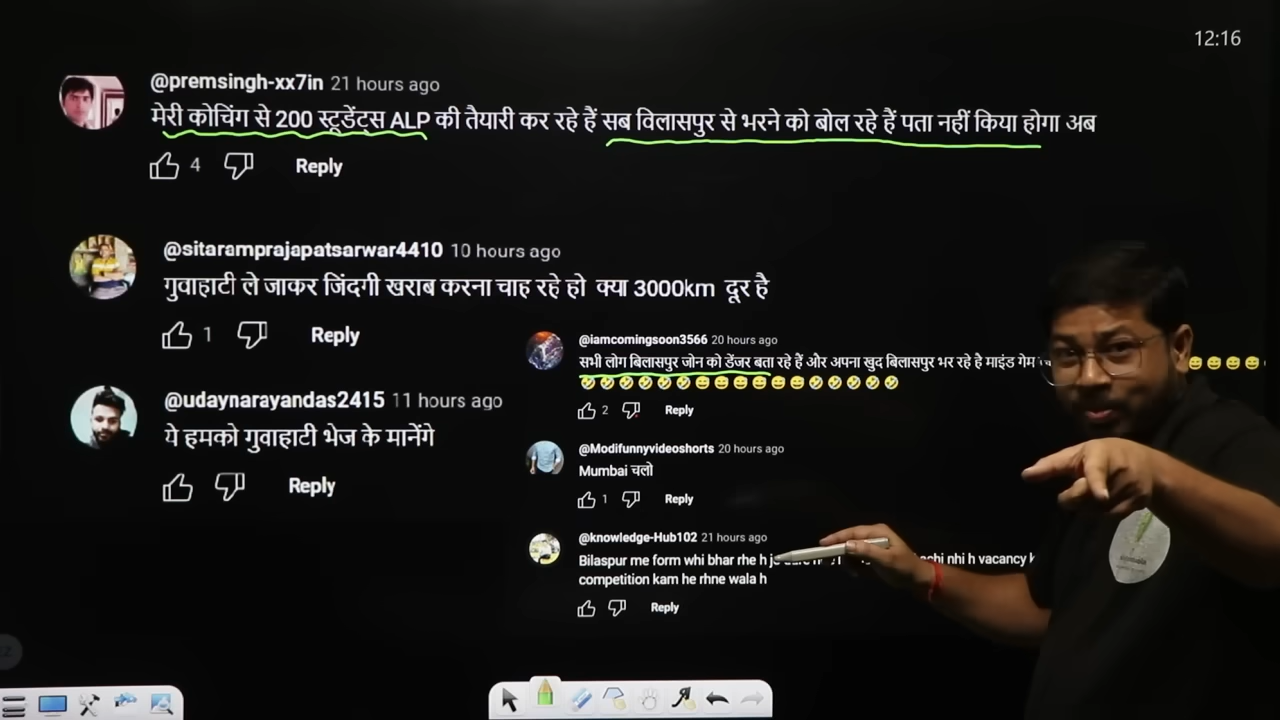 12:16
@premsingh-xx7in 21 hours ago
मेरी कोचिंग से 200 स्टूडेंट्स ALP की तैयारी कर रहे हैं सब विलासपुर से भरने को बोल रहे हैं पता नहीं किया होगा अब
4 Reply
@sitaramprajapatsarwar4410 10 hours ago
गुवाहाटी ले जाकर जिंदगी खराब करना चाह रहे हो क्या 3000km दूर है
1 Reply
@udaynarayandas2415 11 hours ago
ये हमको गुवाहाटी भेज के मानेंगे
Reply
@iamcomingsoon3566 20 hours ago
सभी लोग बिलासपुर जोन को डेंजर बता रहे हैं और अपना खुद बिलासपुर भर रहे है माइंड गेम 😅😅😅😅
🤣🤣🤣🤣🤣🤣😅😅😅😅😅😅🤣🤣🤣🤣🤣
2 Reply
@Modifunnyvideoshorts 20 hours ago
Mumbai चलो
1 Reply
@knowledge-Hub102 21 hours ago
Bilaspur me form whi bhar rhe h nhi h vacancy
competition kam he rhne wala h
Reply